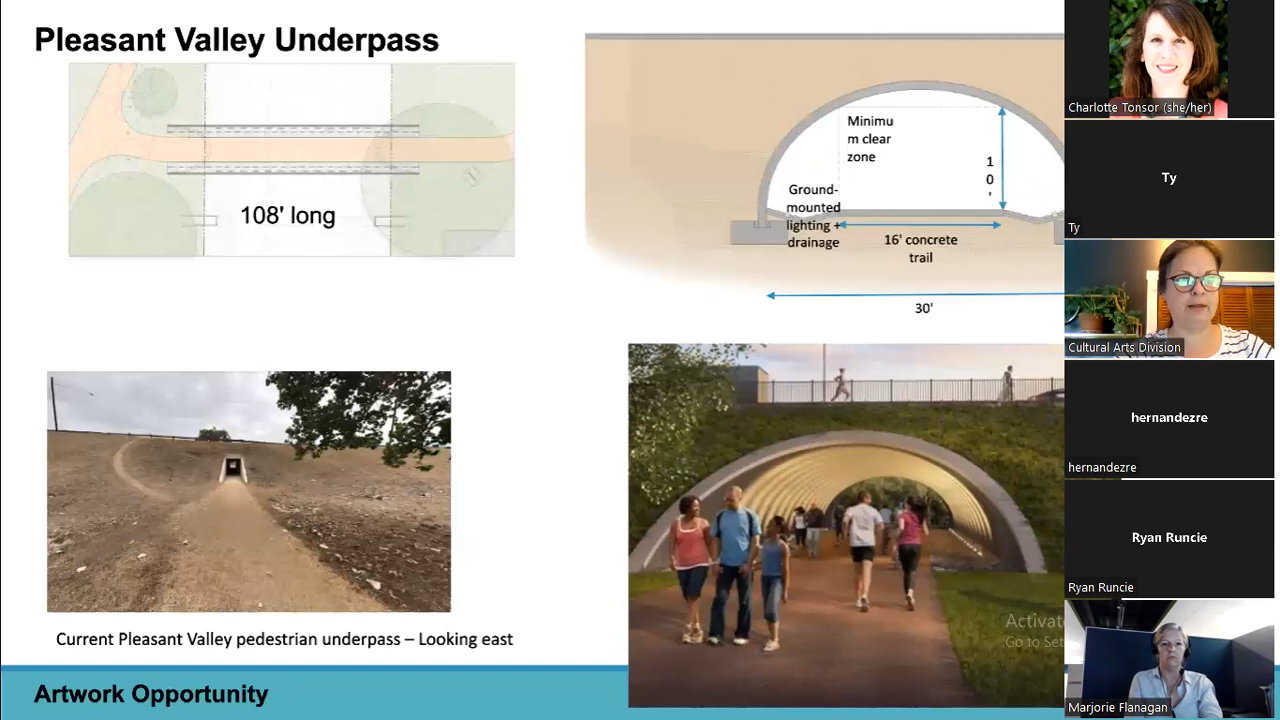 Pleasant Valley Underpass
108' long
Minimu
m clear
zone
1
0
'
Ground-
mounted
lighting +
drainage
16' concrete
trail
30'
Current Pleasant Valley pedestrian underpass – Looking east
Artwork Opportunity
Activat
Go to Set
Charlotte Tonsor (she/her)
Ty
Ty
Cultural Arts Division
hernandezre
hernandezre
Ryan Runcie
Ryan Runcie
Marjorie Flanagan